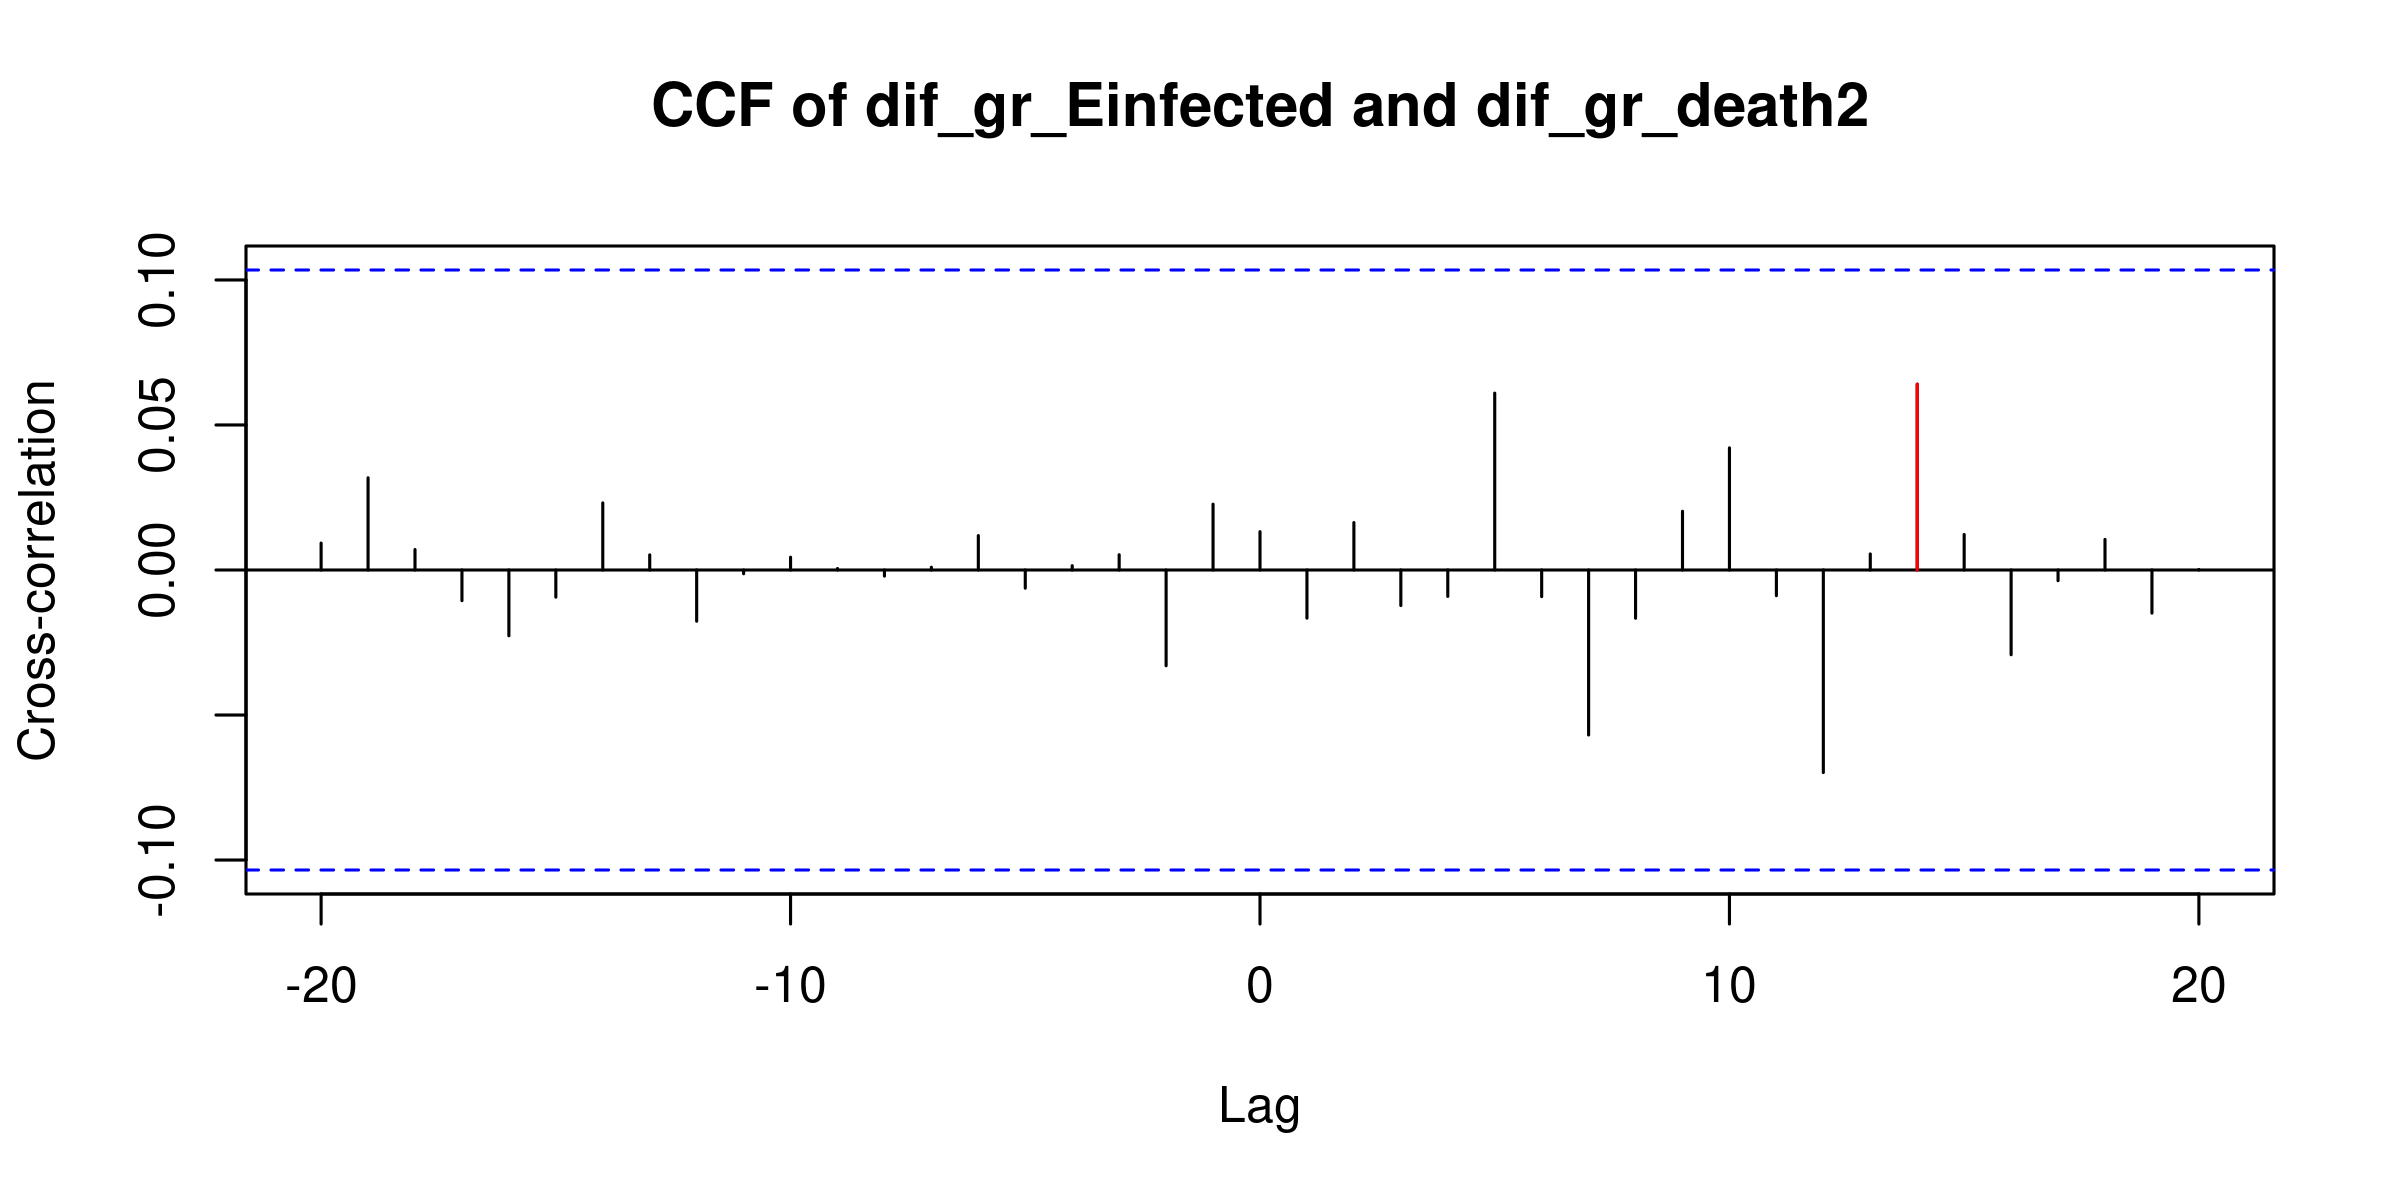 CCF of dif_gr_Einfected and dif_gr_death2
Cross-correlation
0.10
0.05
0.00
-0.10
-20 -10 0 10 20
Lag